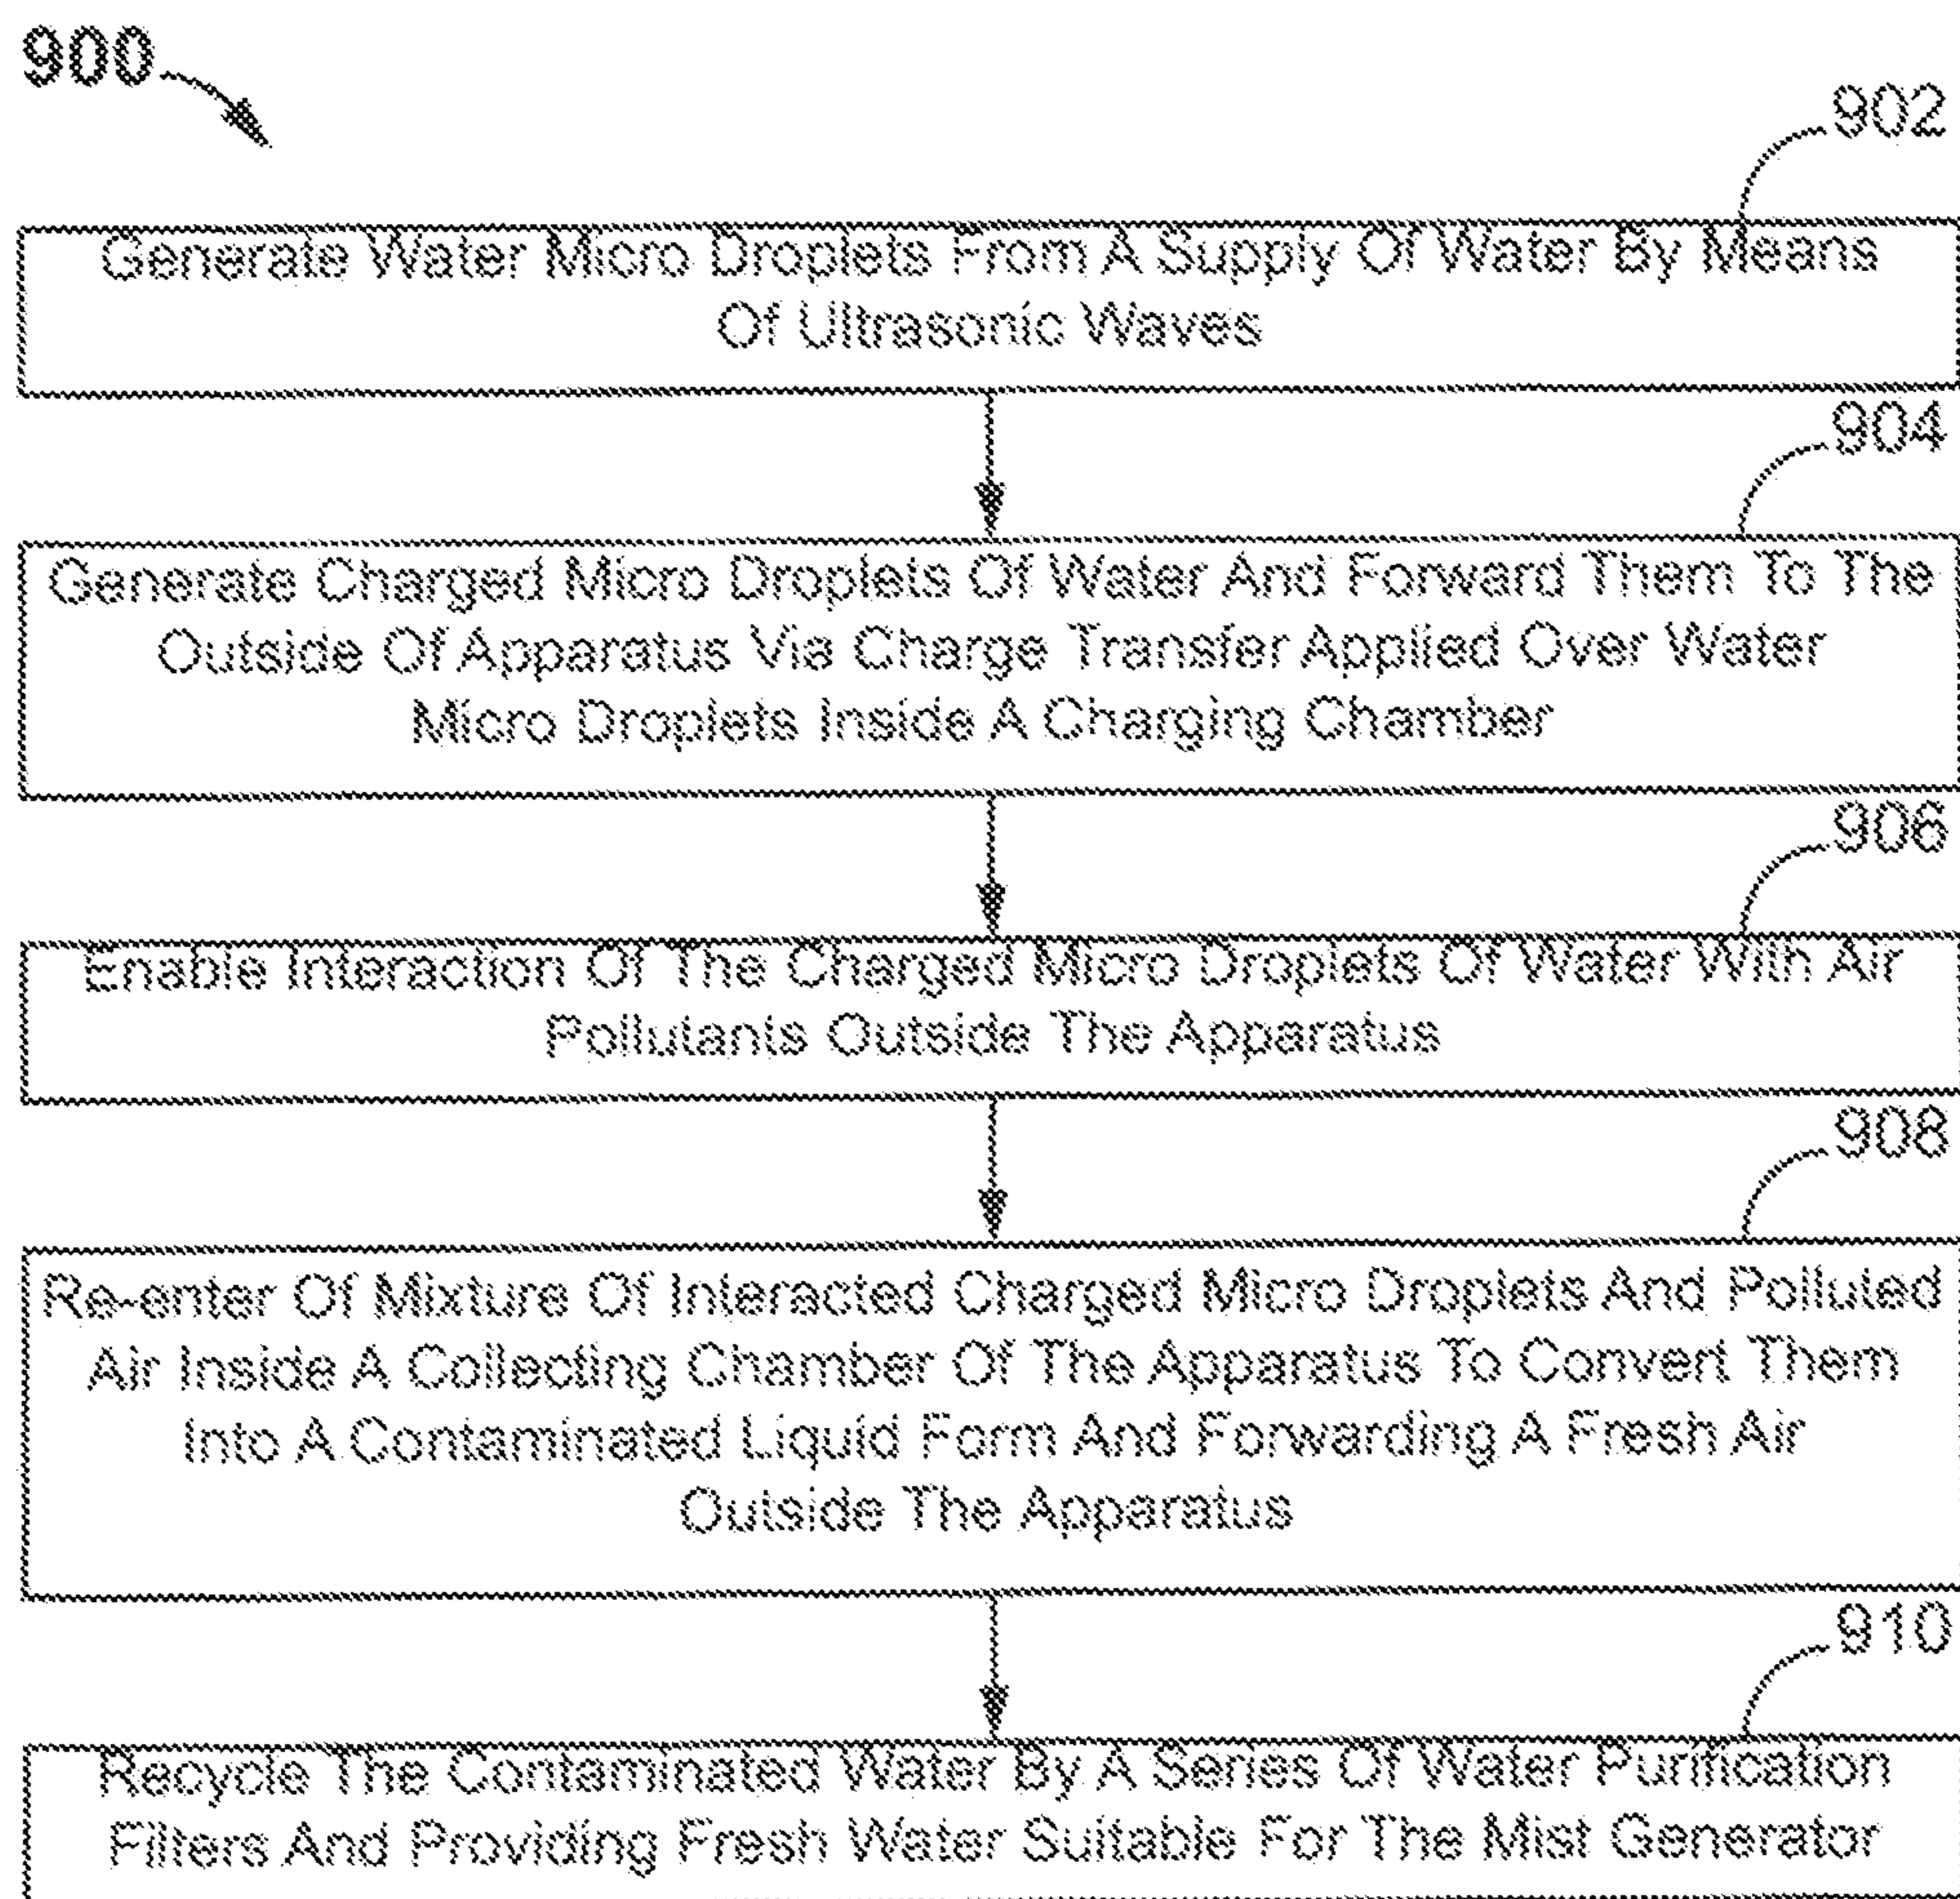 900
902
Generate Water Micro Droplets From A Supply Of Water By Means
Of Ultrasonic Waves
904
Generate Charged Micro Droplets Of Water And Forward Them To The
Outside Of Apparatus Via Charge Transfer Applied Over Water
Micro Droplets Inside A Charging Chamber
906
Enable Interaction Of The Charged Micro Droplets Of Water With Air
Pollutants Outside The Apparatus
908
Re-enter Of Mixture Of Interacted Charged Micro Droplets And Polluted
Air Inside A Collecting Chamber Of The Apparatus To Convert Them
Into A Contaminated Liquid Form And Forwarding A Fresh Air
Outside The Apparatus
910
Recycle The Contaminated Water By A Series Of Water Purification
Filters And Providing Fresh Water Suitable For The Mist Generator